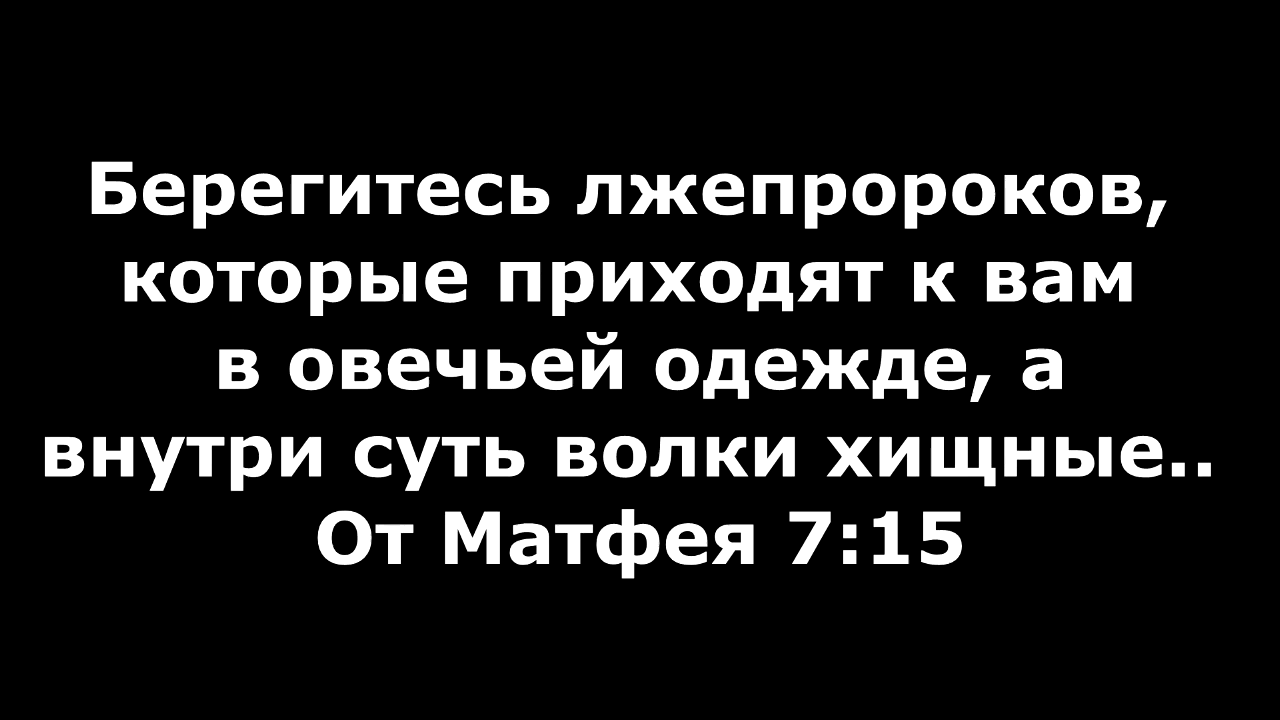 Берегитесь лжепророков,
которые приходят к вам
в овечьей одежде, а
внутри суть волки хищные..
От Матфея 7:15